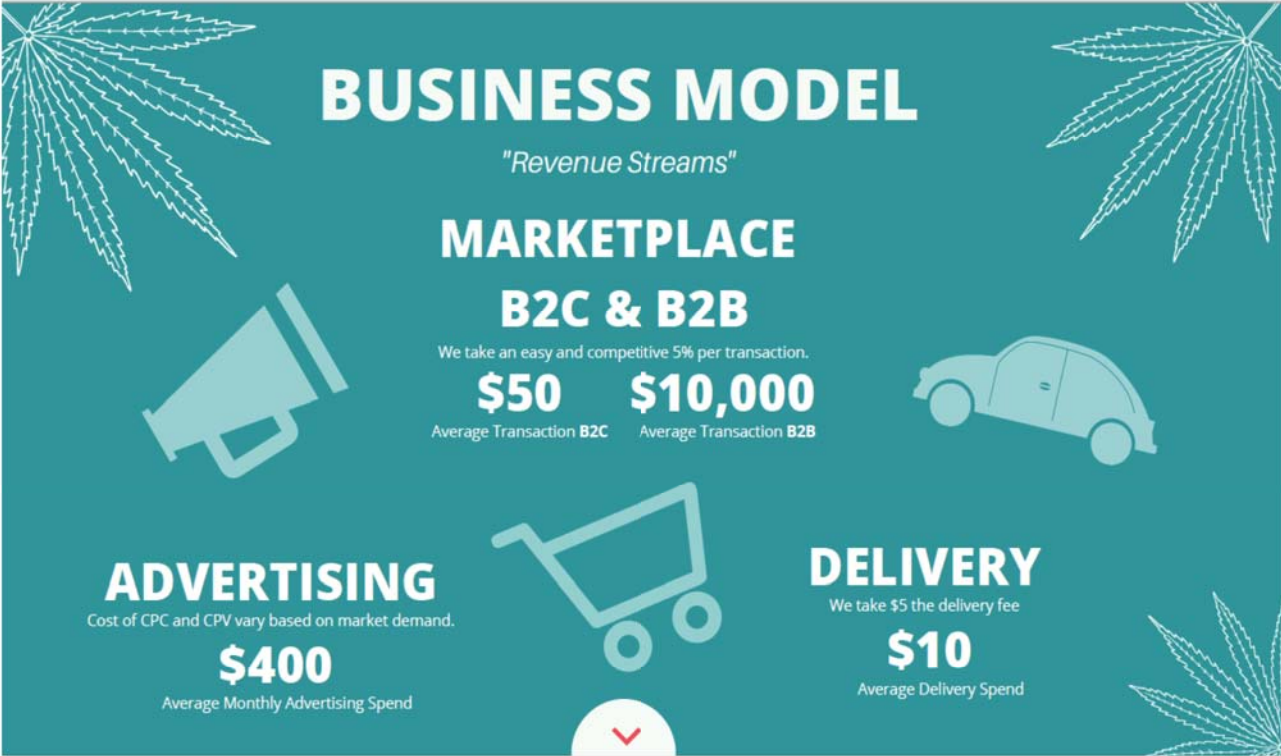 BUSINESS MODEL
"Revenue Streams"
MARKETPLACE
B2C & B2B
We take an easy and competitive 5% per transaction.
$50 $10,000
Average Transaction B2C Average Transaction B2B
ADVERTISING
Cost of CPC and CPV vary based on market demand.
$400
Average Monthly Advertising Spend
DELIVERY
We take $5 the delivery fee
$10
Average Delivery Spend